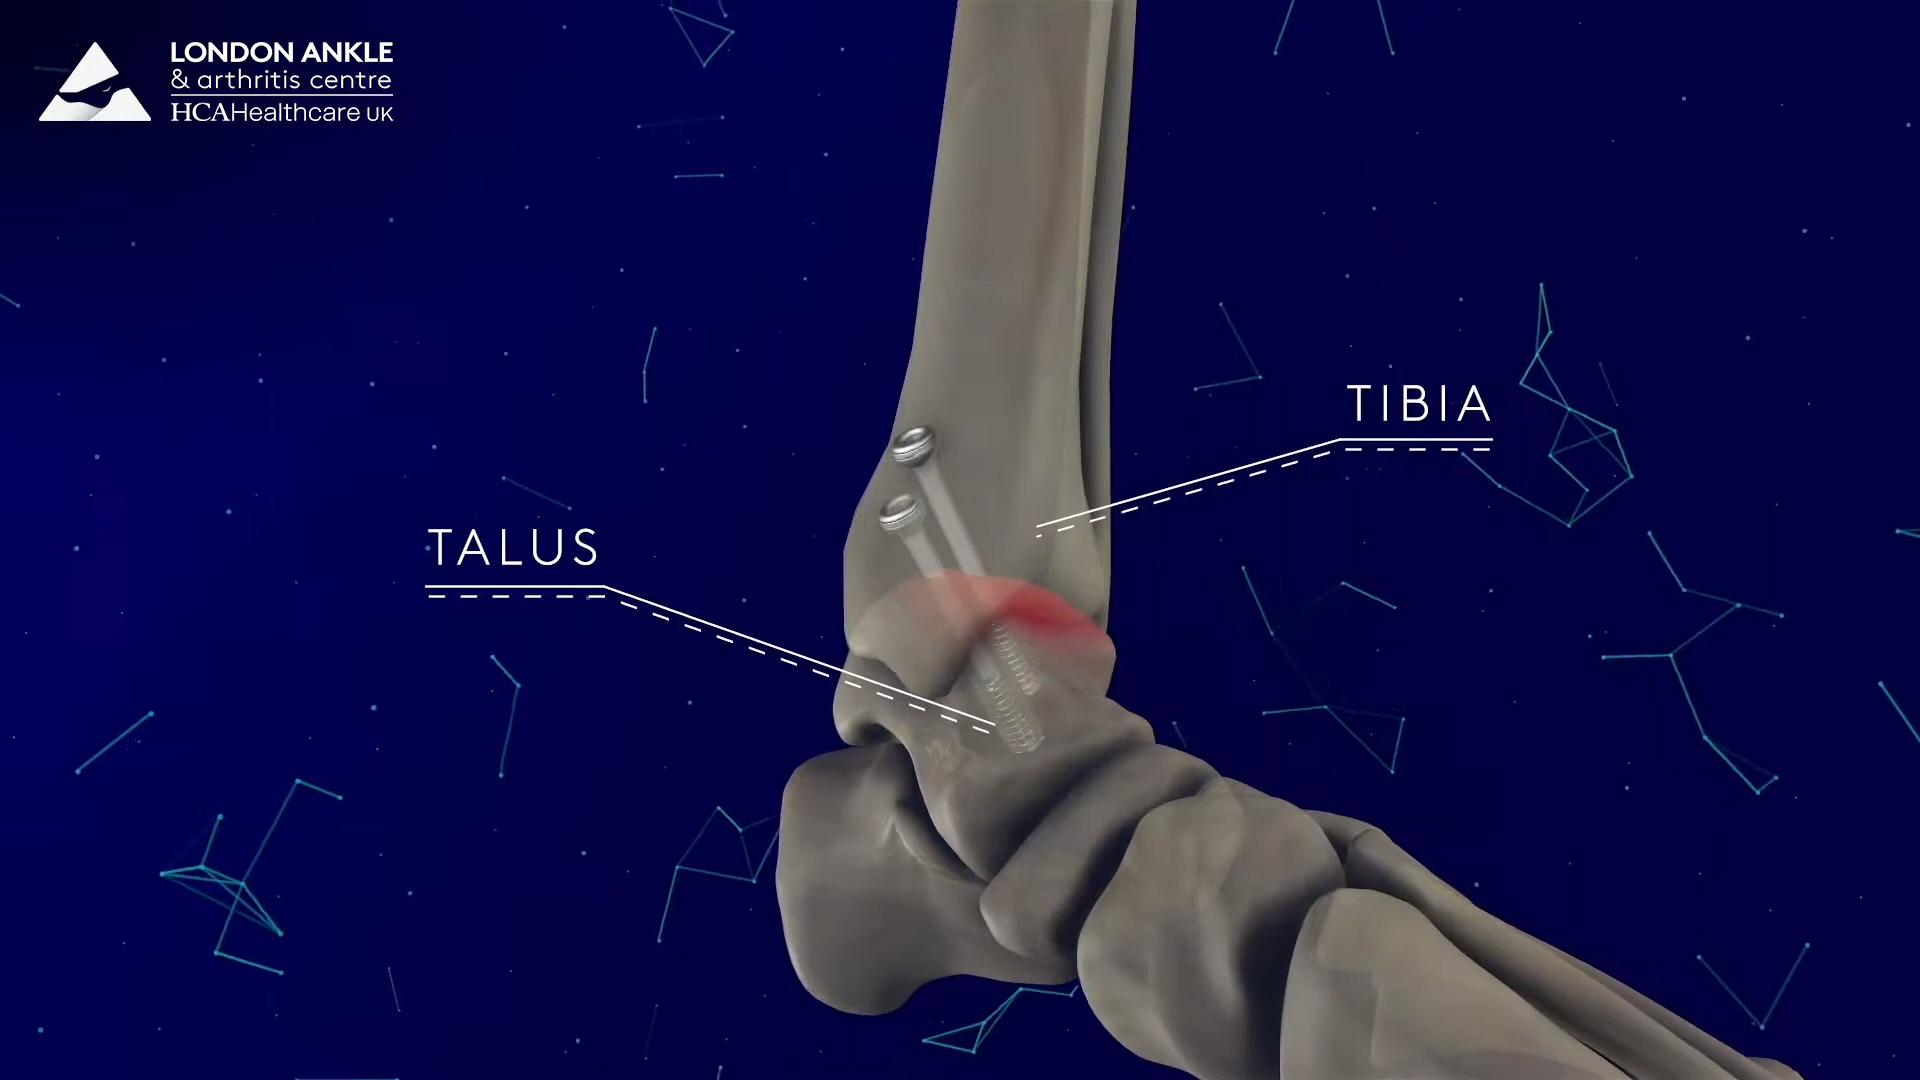 LONDON ANKLE
& arthritis centre
HCAHealthcare UK
TIBIA
TALUS